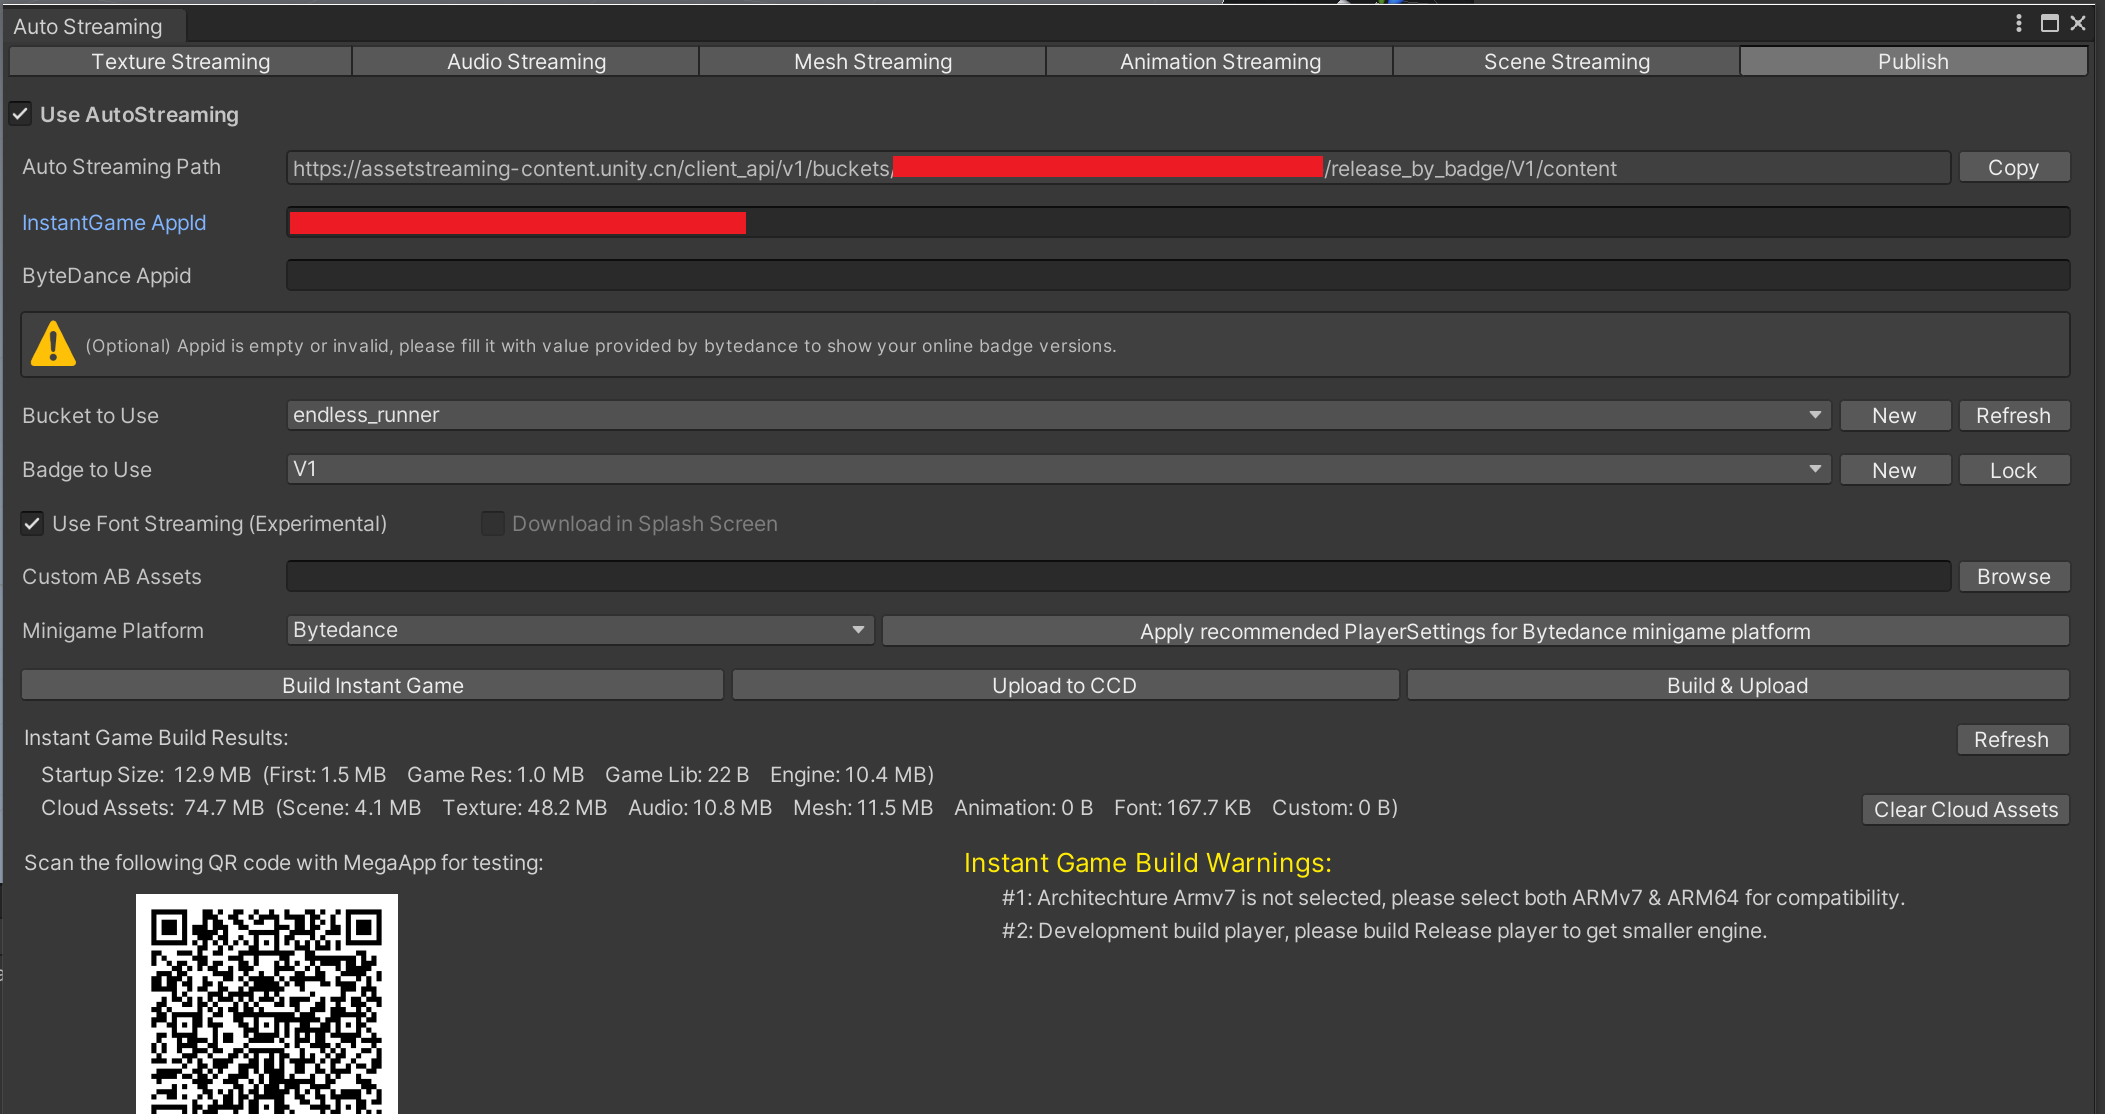 Auto Streaming
Texture Streaming Audio Streaming Mesh Streaming Animation Streaming Scene Streaming Publish
Use AutoStreaming
Auto Streaming Path https://assetstreaming-content.unity.cn/client_api/v1/buckets/ /release_by_badge/V1/content Copy
InstantGame AppId
ByteDance Appid
(Optional) Appid is empty or invalid, please fill it with value provided by bytedance to show your online badge versions.
Bucket to Use endless_runner New Refresh
Badge to Use V1 New Lock
Use Font Streaming (Experimental) Download in Splash Screen
Custom AB Assets Browse
Minigame Platform Bytedance Apply recommended PlayerSettings for Bytedance minigame platform
Build Instant Game Upload to CCD Build & Upload
Instant Game Build Results: Refresh
Startup Size: 12.9 MB (First: 1.5 MB Game Res: 1.0 MB Game Lib: 22 B Engine: 10.4 MB)
Cloud Assets: 74.7 MB (Scene: 4.1 MB Texture: 48.2 MB Audio: 10.8 MB Mesh: 11.5 MB Animation: 0 B Font: 167.7 KB Custom: 0 B) Clear Cloud Assets
Scan the following QR code with MegaApp for testing: Instant Game Build Warnings:
#1: Architechture Armv7 is not selected, please select both ARMv7 & ARM64 for compatibility.
#2: Development build player, please build Release player to get smaller engine.